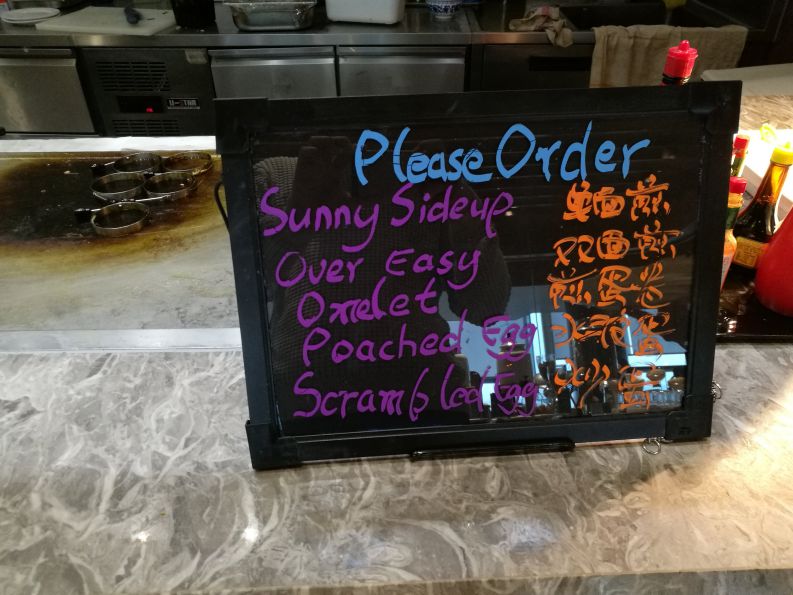 Please Order
Sunny Sideup 单面煎
Over Easy 双面煎
Omelet 煎蛋卷
Poached Egg 水波蛋
Scrambled Egg 炒蛋